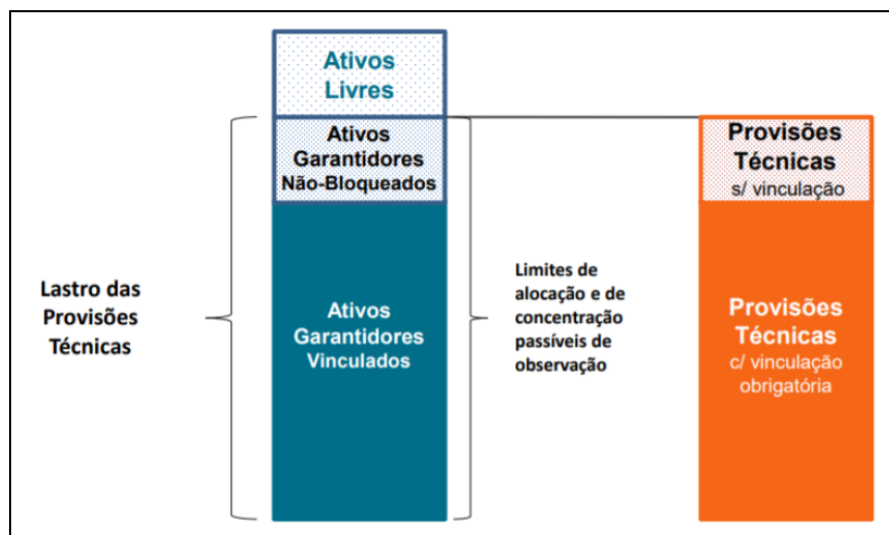 Ativos
Livres
Ativos
Garantidores
Não-Bloqueados
Provisões
Técnicas
s/ vinculação
Lastro das
Provisões
Técnicas
Ativos
Garantidores
Vinculados
Limites de
alocação e de
concentração
passíveis de
observação
Provisões
Técnicas
c/ vinculação
obrigatória